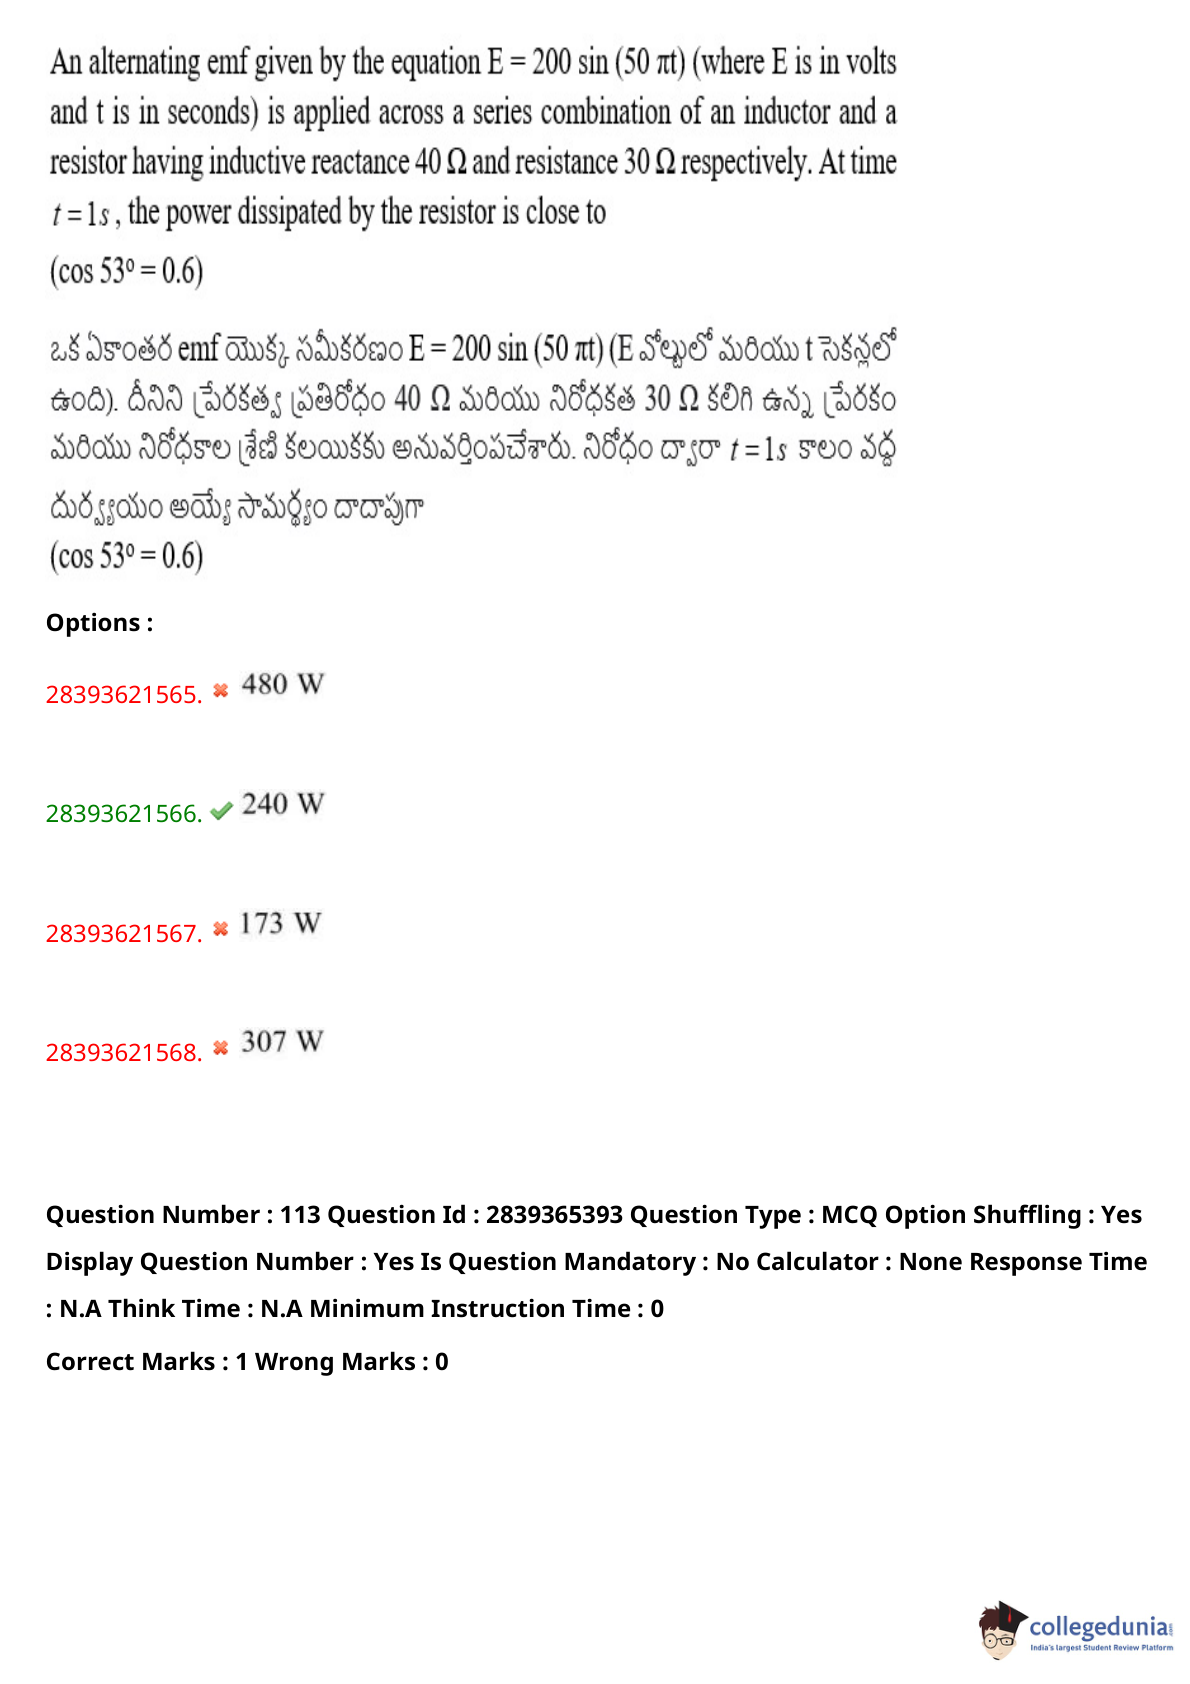 An alternating emf given by the equation E = 200 sin (50 πt) (where E is in volts
and t is in seconds) is applied across a series combination of an inductor and a
resistor having inductive reactance 40 Ω and resistance 30 Ω respectively. At time
t = 1s , the power dissipated by the resistor is close to
(cos 53º = 0.6)
ఒక ఏకాంతర emf యొక్క సమీకరణం E = 200 sin (50 πt) (E వోల్టులో మరియు t సెకన్లలో
ఉంది). దీనిని ప్రేరకత్వ ప్రతిరోధం 40 Ω మరియు నిరోధకత 30 Ω కలిగి ఉన్న ప్రేరకం
మరియు నిరోధకాల శ్రేణి కలయికకు అనువర్తింపచేశారు. నిరోధం ద్వారా t = 1s కాలం వద్ద
దుర్వ్యయం అయ్యే సామర్థ్యం దాదాపుగా
(cos 53º = 0.6)
Options :
28393621565. 480 W
28393621566. 240 W
28393621567. 173 W
28393621568. 307 W
Question Number : 113 Question Id : 2839365393 Question Type : MCQ Option Shuffling : Yes
Display Question Number : Yes Is Question Mandatory : No Calculator : None Response Time
: N.A Think Time : N.A Minimum Instruction Time : 0
Correct Marks : 1 Wrong Marks : 0
collegedunia
India's largest Student Review Platform